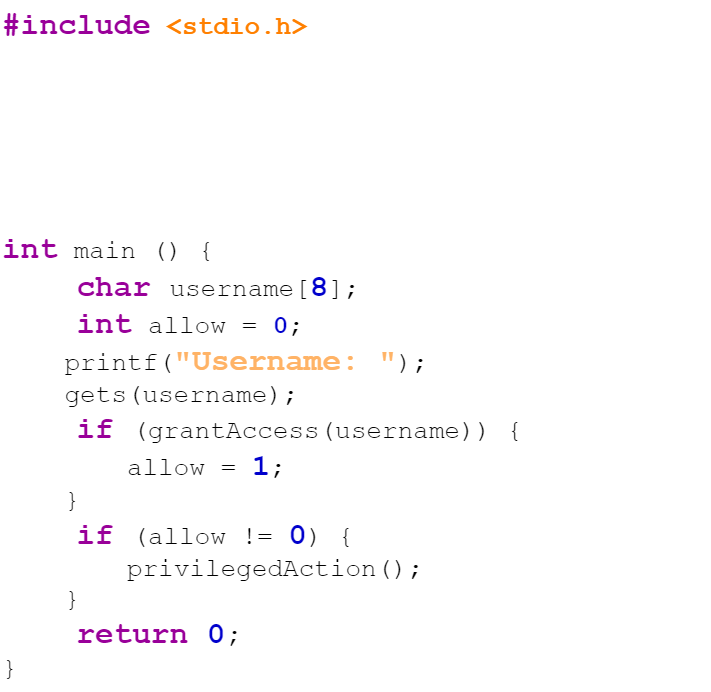 #include <stdio.h>
int main () {
char username[8];
int allow = 0;
printf("Username: ");
gets(username);
if (grantAccess(username)) {
allow = 1;
}
if (allow != 0) {
privilegedAction();
}
return 0;
}